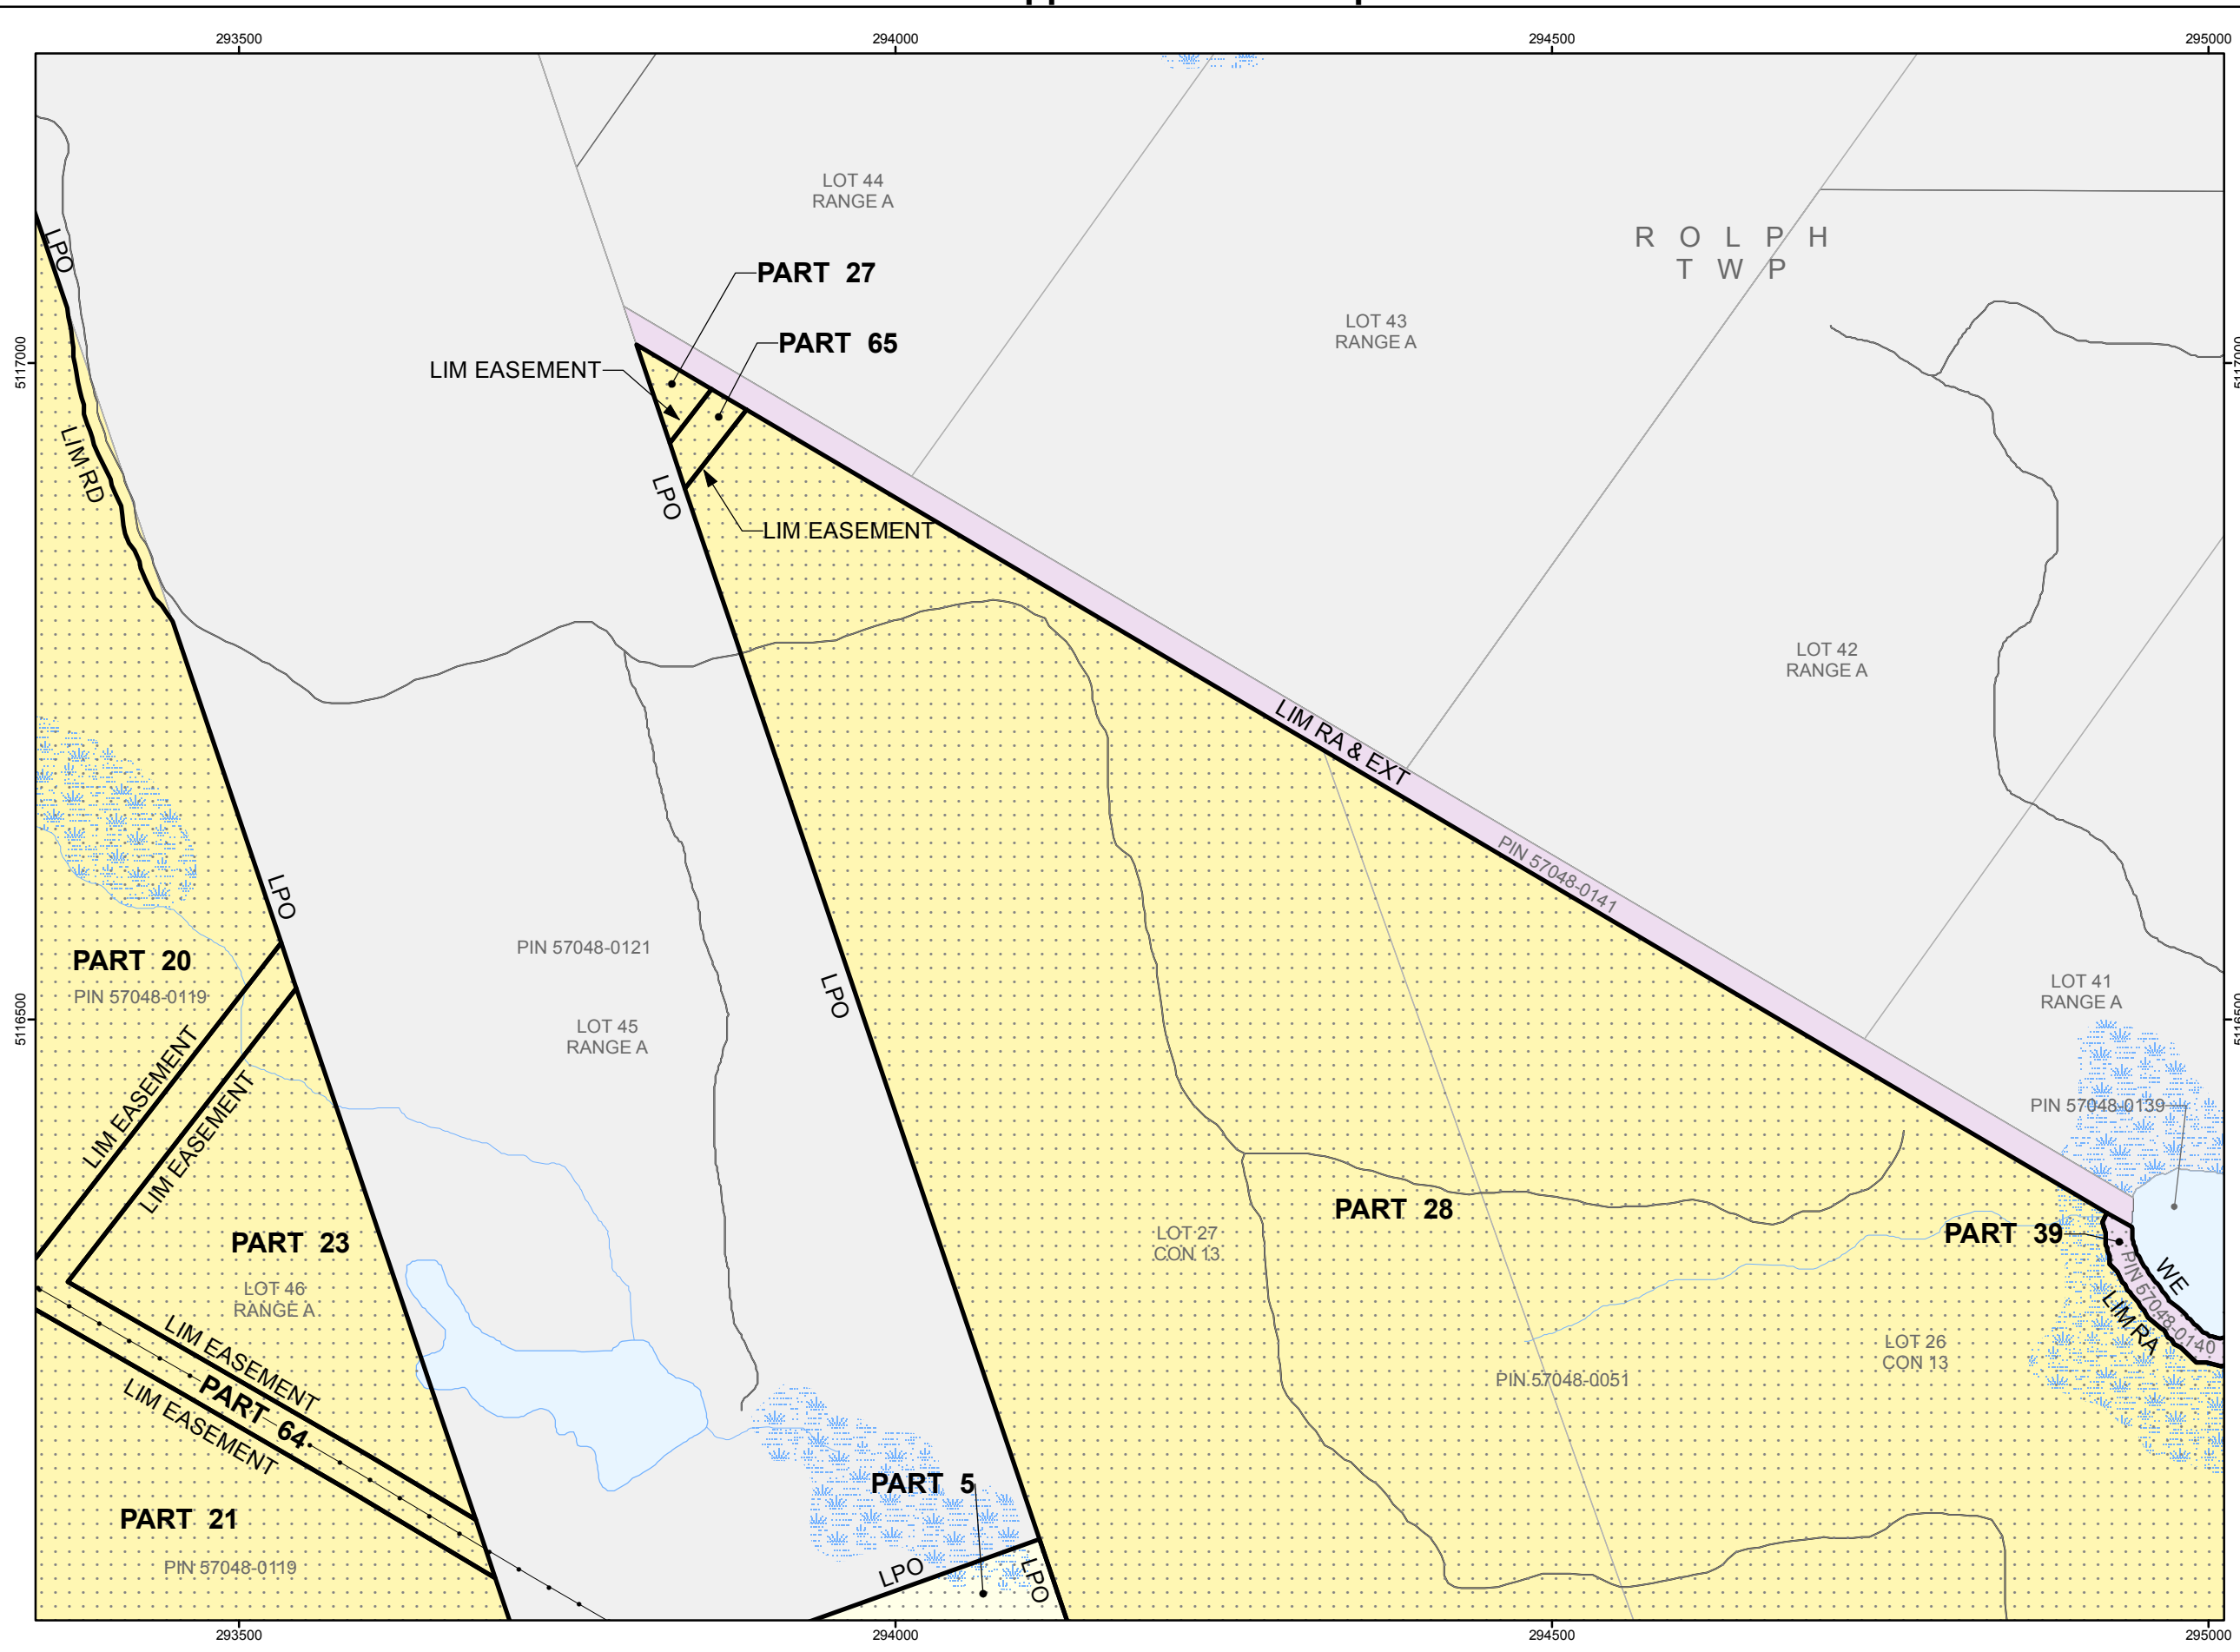 293500
294000
294500
295000
LOT 44
RANGE A
ROLPH
TWP
LPO
PART 27
LOT 43
RANGE A
PART 65
LIM EASEMENT
5117000
5117000
LIM RD
LPO
LIM EASEMENT
LOT 42
RANGE A
LIM RA & EXT
PIN 57048-0141
LPO
PIN 57048-0121
PART 20
PIN 57048-0119
LPO
LOT 41
RANGE A
5116500
5116500
LOT 45
RANGE A
LIM EASEMENT
LIM EASEMENT
PIN 57048-0139
PART 28
PART 23
LOT 27
CON 13
PART 39
WE
PIN 57048-0140
LIM RA
LOT 46
RANGE A
LIM EASEMENT
LOT 26
CON 13
PIN 57048-0051
PART 64
LIM EASEMENT
PART 5
PART 21
PIN 57048-0119
LPO
LPO
293500
294000
294500
295000